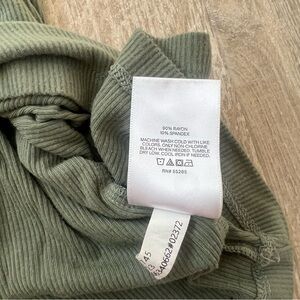 90% RAYON
10% SPANDEX
MACHINE WASH COLD WITH LIKE
COLORS. ONLY NON-CHLORINE
BLEACH WHEN NEEDED. TUMBLE
DRY LOW. COOL IRON IF NEEDED.
RN# 55285